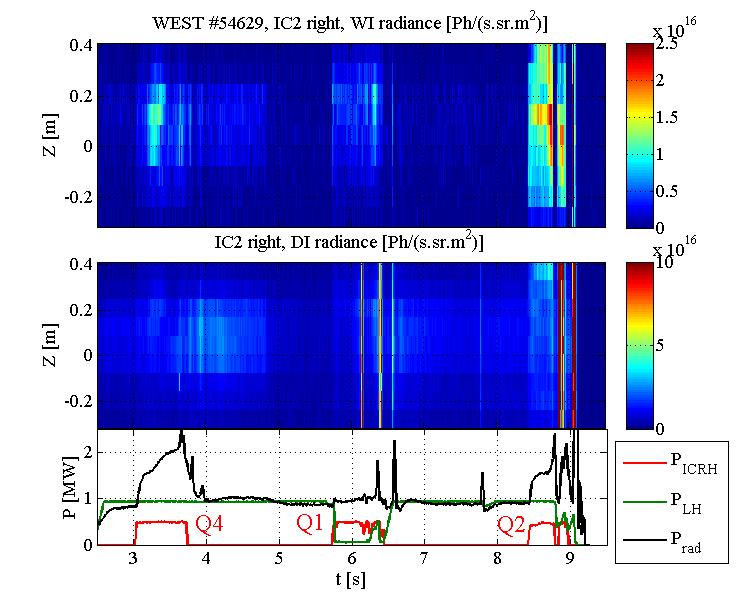 WEST #54629, IC2 right, WI radiance [Ph/(s.sr.m²)]
x 10¹⁶
0.4
0.2
0
-0.2
Z [m]
2.5
2
1.5
1
0.5
0
IC2 right, DI radiance [Ph/(s.sr.m²)]
x 10¹⁶
0.4
0.2
0
-0.2
Z [m]
10
5
0
2
1
0
P [MW]
Q4
Q1
Q2
P_ICRH
P_LH
P_rad
3 4 5 6 7 8 9
t [s]